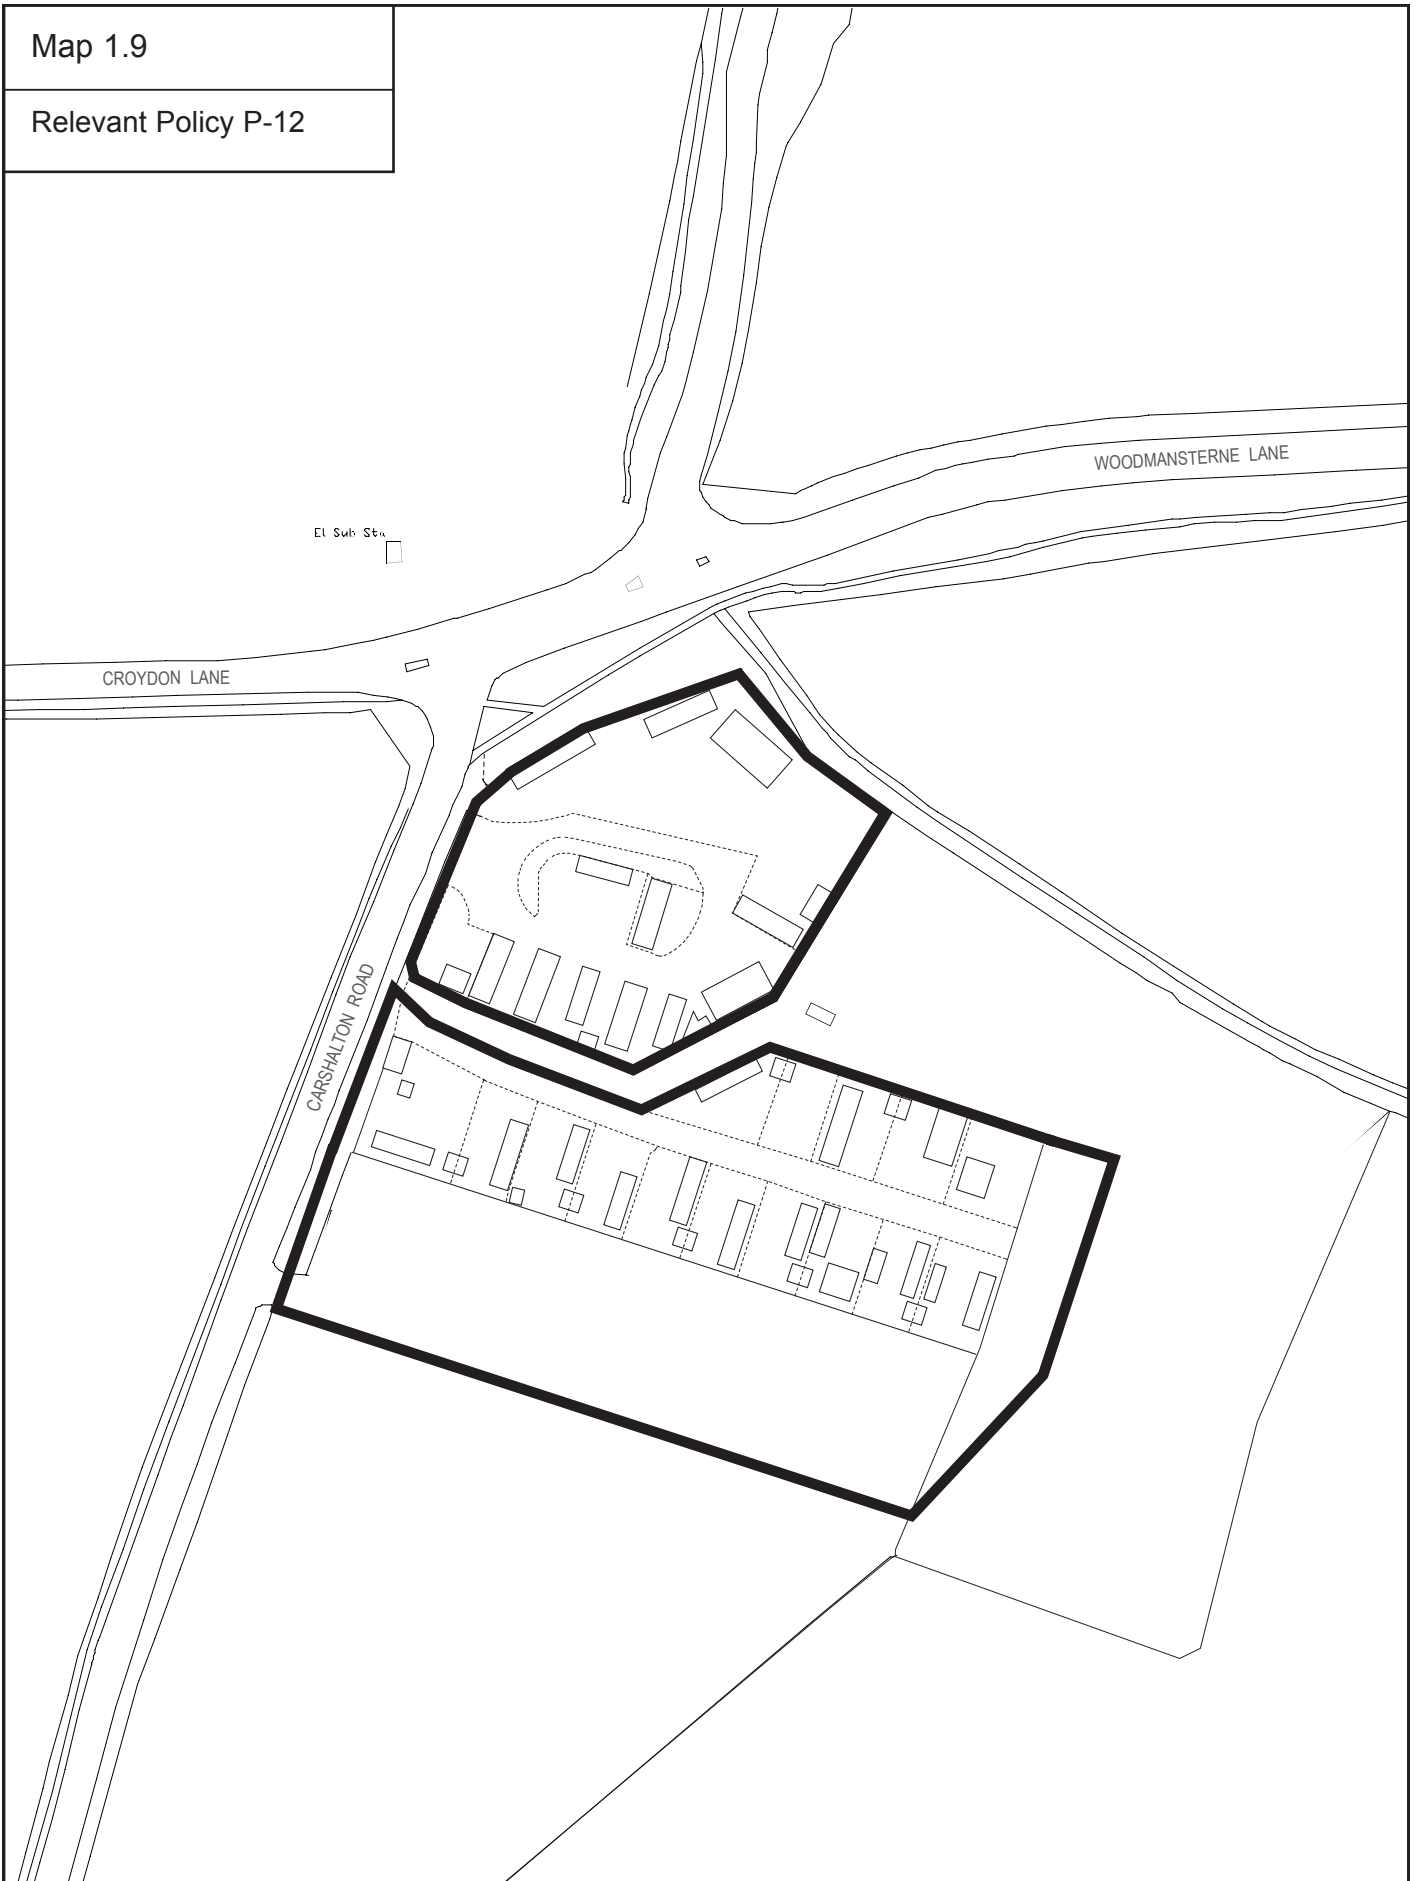 Map 1.9
Relevant Policy P-12
WOODMANSTERNE LANE
El Sub Sta
CROYDON LANE
CARSHALTON ROAD